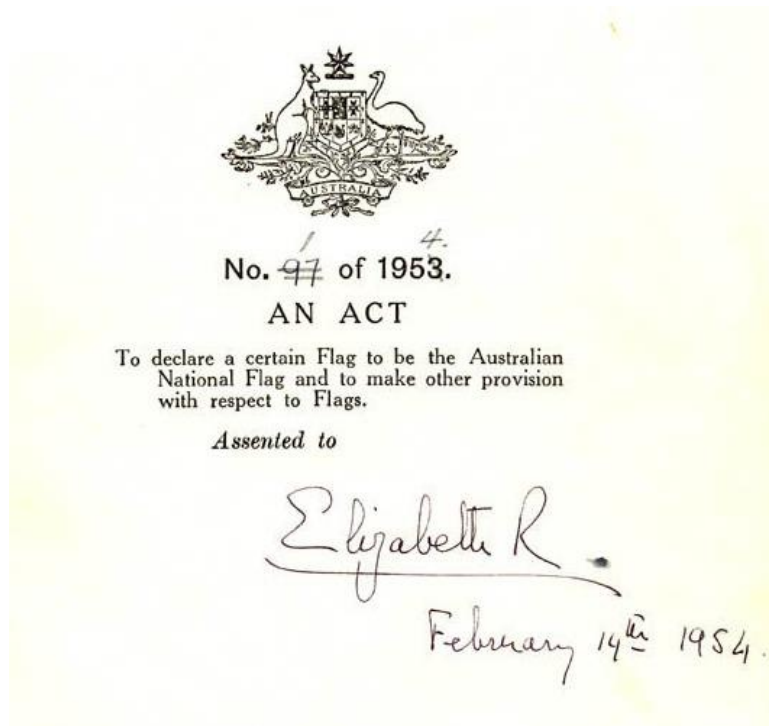 AUSTRALIA
1 4.
No. 97 of 1953.
AN ACT
To declare a certain Flag to be the Australian
National Flag and to make other provision
with respect to Flags.
Assented to
Elizabeth R.
February 14th 1954.